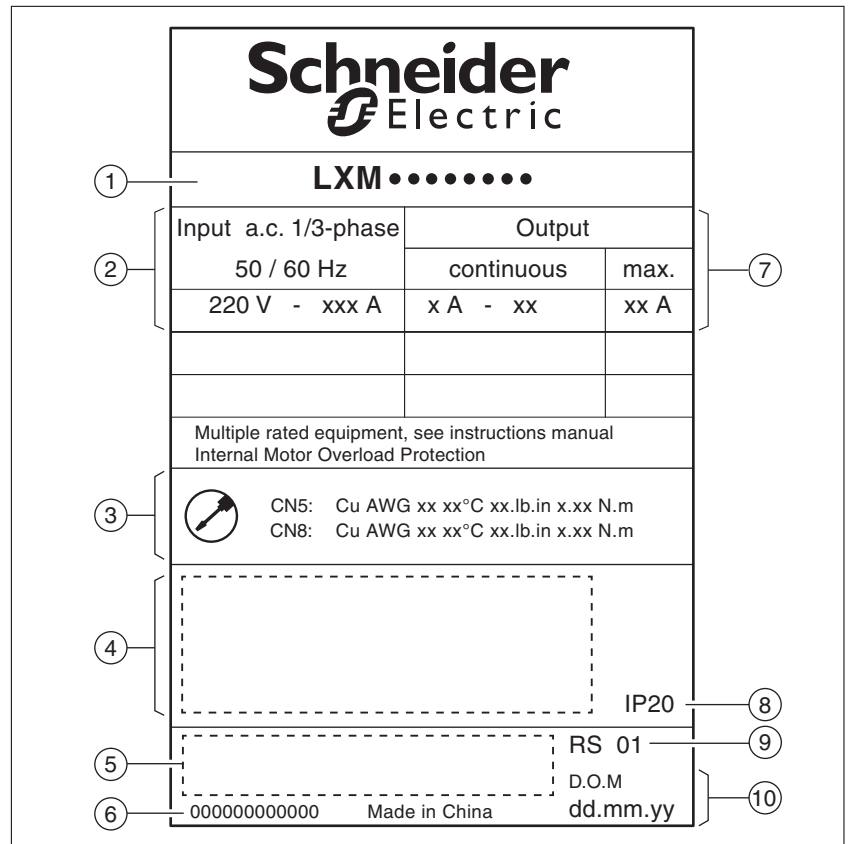 Schneider
Electric
1
LXM••••••••
2
Input a.c. 1/3-phase Output
50 / 60 Hz continuous max.
220 V - xxx A x A - xx xx A
7
Multiple rated equipment, see instructions manual
Internal Motor Overload Protection
3
CN5: Cu AWG xx xx°C xx.lb.in x.xx N.m
CN8: Cu AWG xx xx°C xx.lb.in x.xx N.m
4
IP20 8
RS 01 9
5
D.O.M
10
6 000000000000 Made in China dd.mm.yy